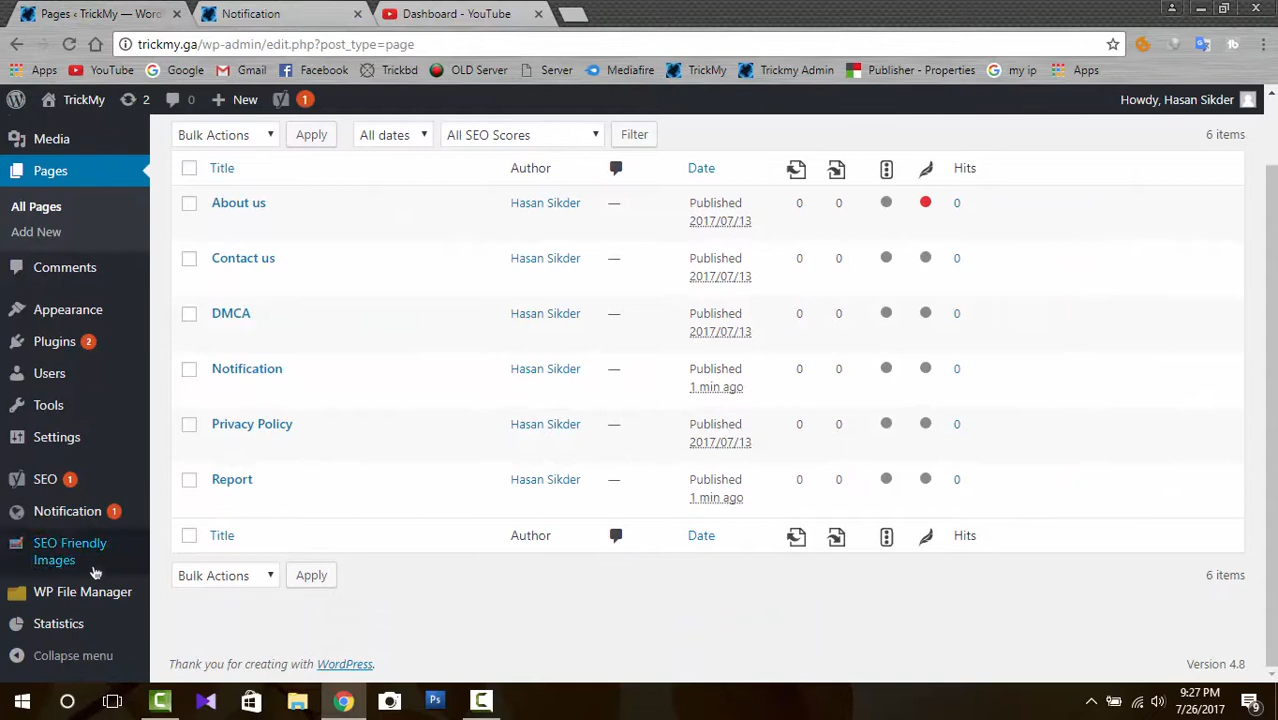 Pages ‹ TrickMy — Word
Notification
Dashboard - YouTube
trickmy.ga/wp-admin/edit.php?post_type=page
Apps YouTube Google Gmail Facebook Trickbd OLD Server Server Mediafire TrickMy Trickmy Admin Publisher - Properties my ip Apps
TrickMy 2 0 New 1 Howdy, Hasan Sikder
Media
Pages
All Pages
Add New
Comments
Appearance
Plugins 2
Users
Tools
Settings
SEO 1
Notification 1
SEO Friendly
Images
WP File Manager
Statistics
Collapse menu
Bulk Actions Apply All dates All SEO Scores Filter 6 items
Title Author Date Hits
About us Hasan Sikder — Published 0 0 0
2017/07/13
Contact us Hasan Sikder — Published 0 0 0
2017/07/13
DMCA Hasan Sikder — Published 0 0 0
2017/07/13
Notification Hasan Sikder — Published 0 0 0
1 min ago
Privacy Policy Hasan Sikder — Published 0 0 0
2017/07/13
Report Hasan Sikder — Published 0 0 0
1 min ago
Title Author Date Hits
Bulk Actions Apply 6 items
Thank you for creating with WordPress. Version 4.8
Ps 9:27 PM
7/26/2017 9